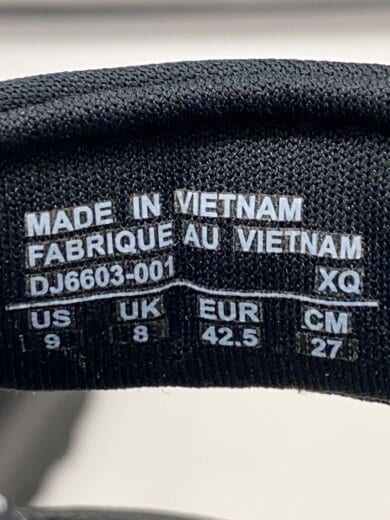 MADE IN VIETNAM
FABRIQUE AU VIETNAM
DJ6603-001 XQ
US UK EUR CM
9 8 42.5 27